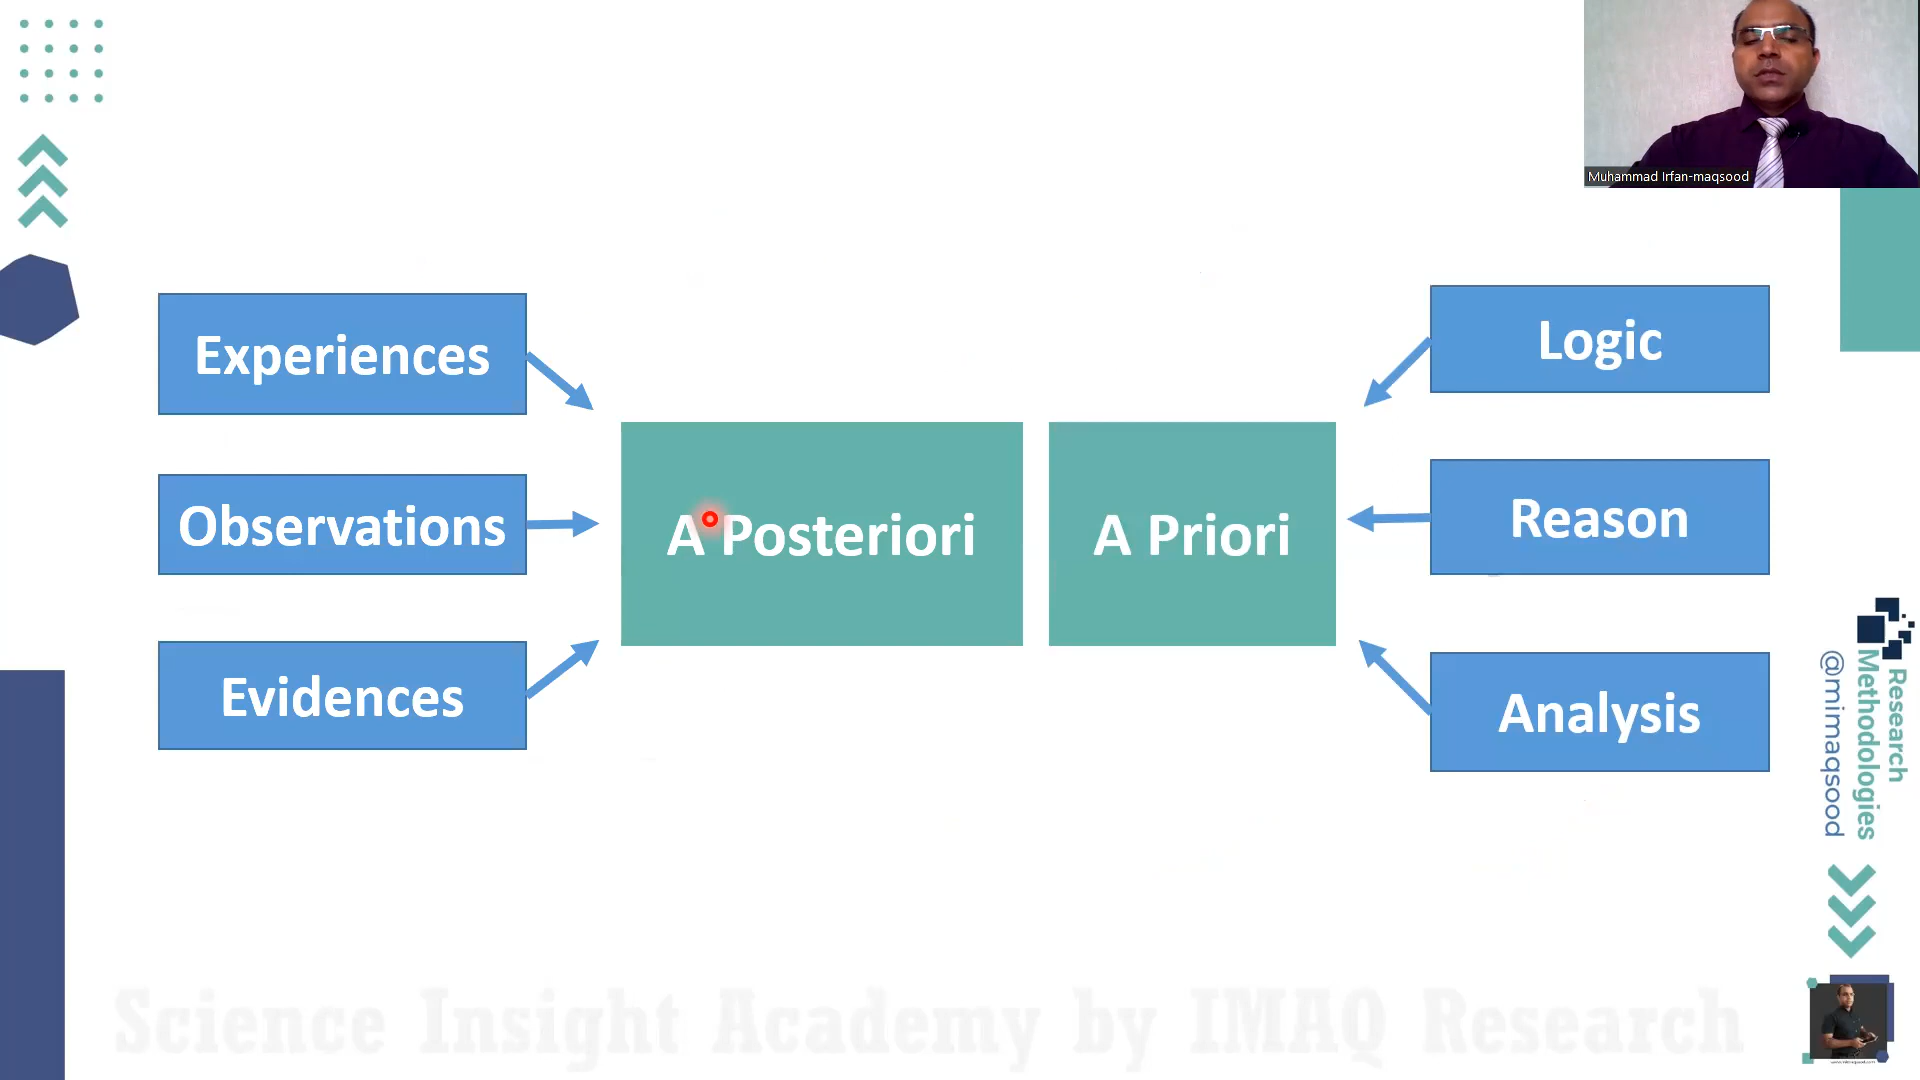 Muhammad Irfan-maqsood
Experiences
Logic
Observations
A Posteriori
A Priori
Reason
Evidences
Analysis
Research
Methodologies
@mimaqsood
Science Insight Academy by IMAQ Research